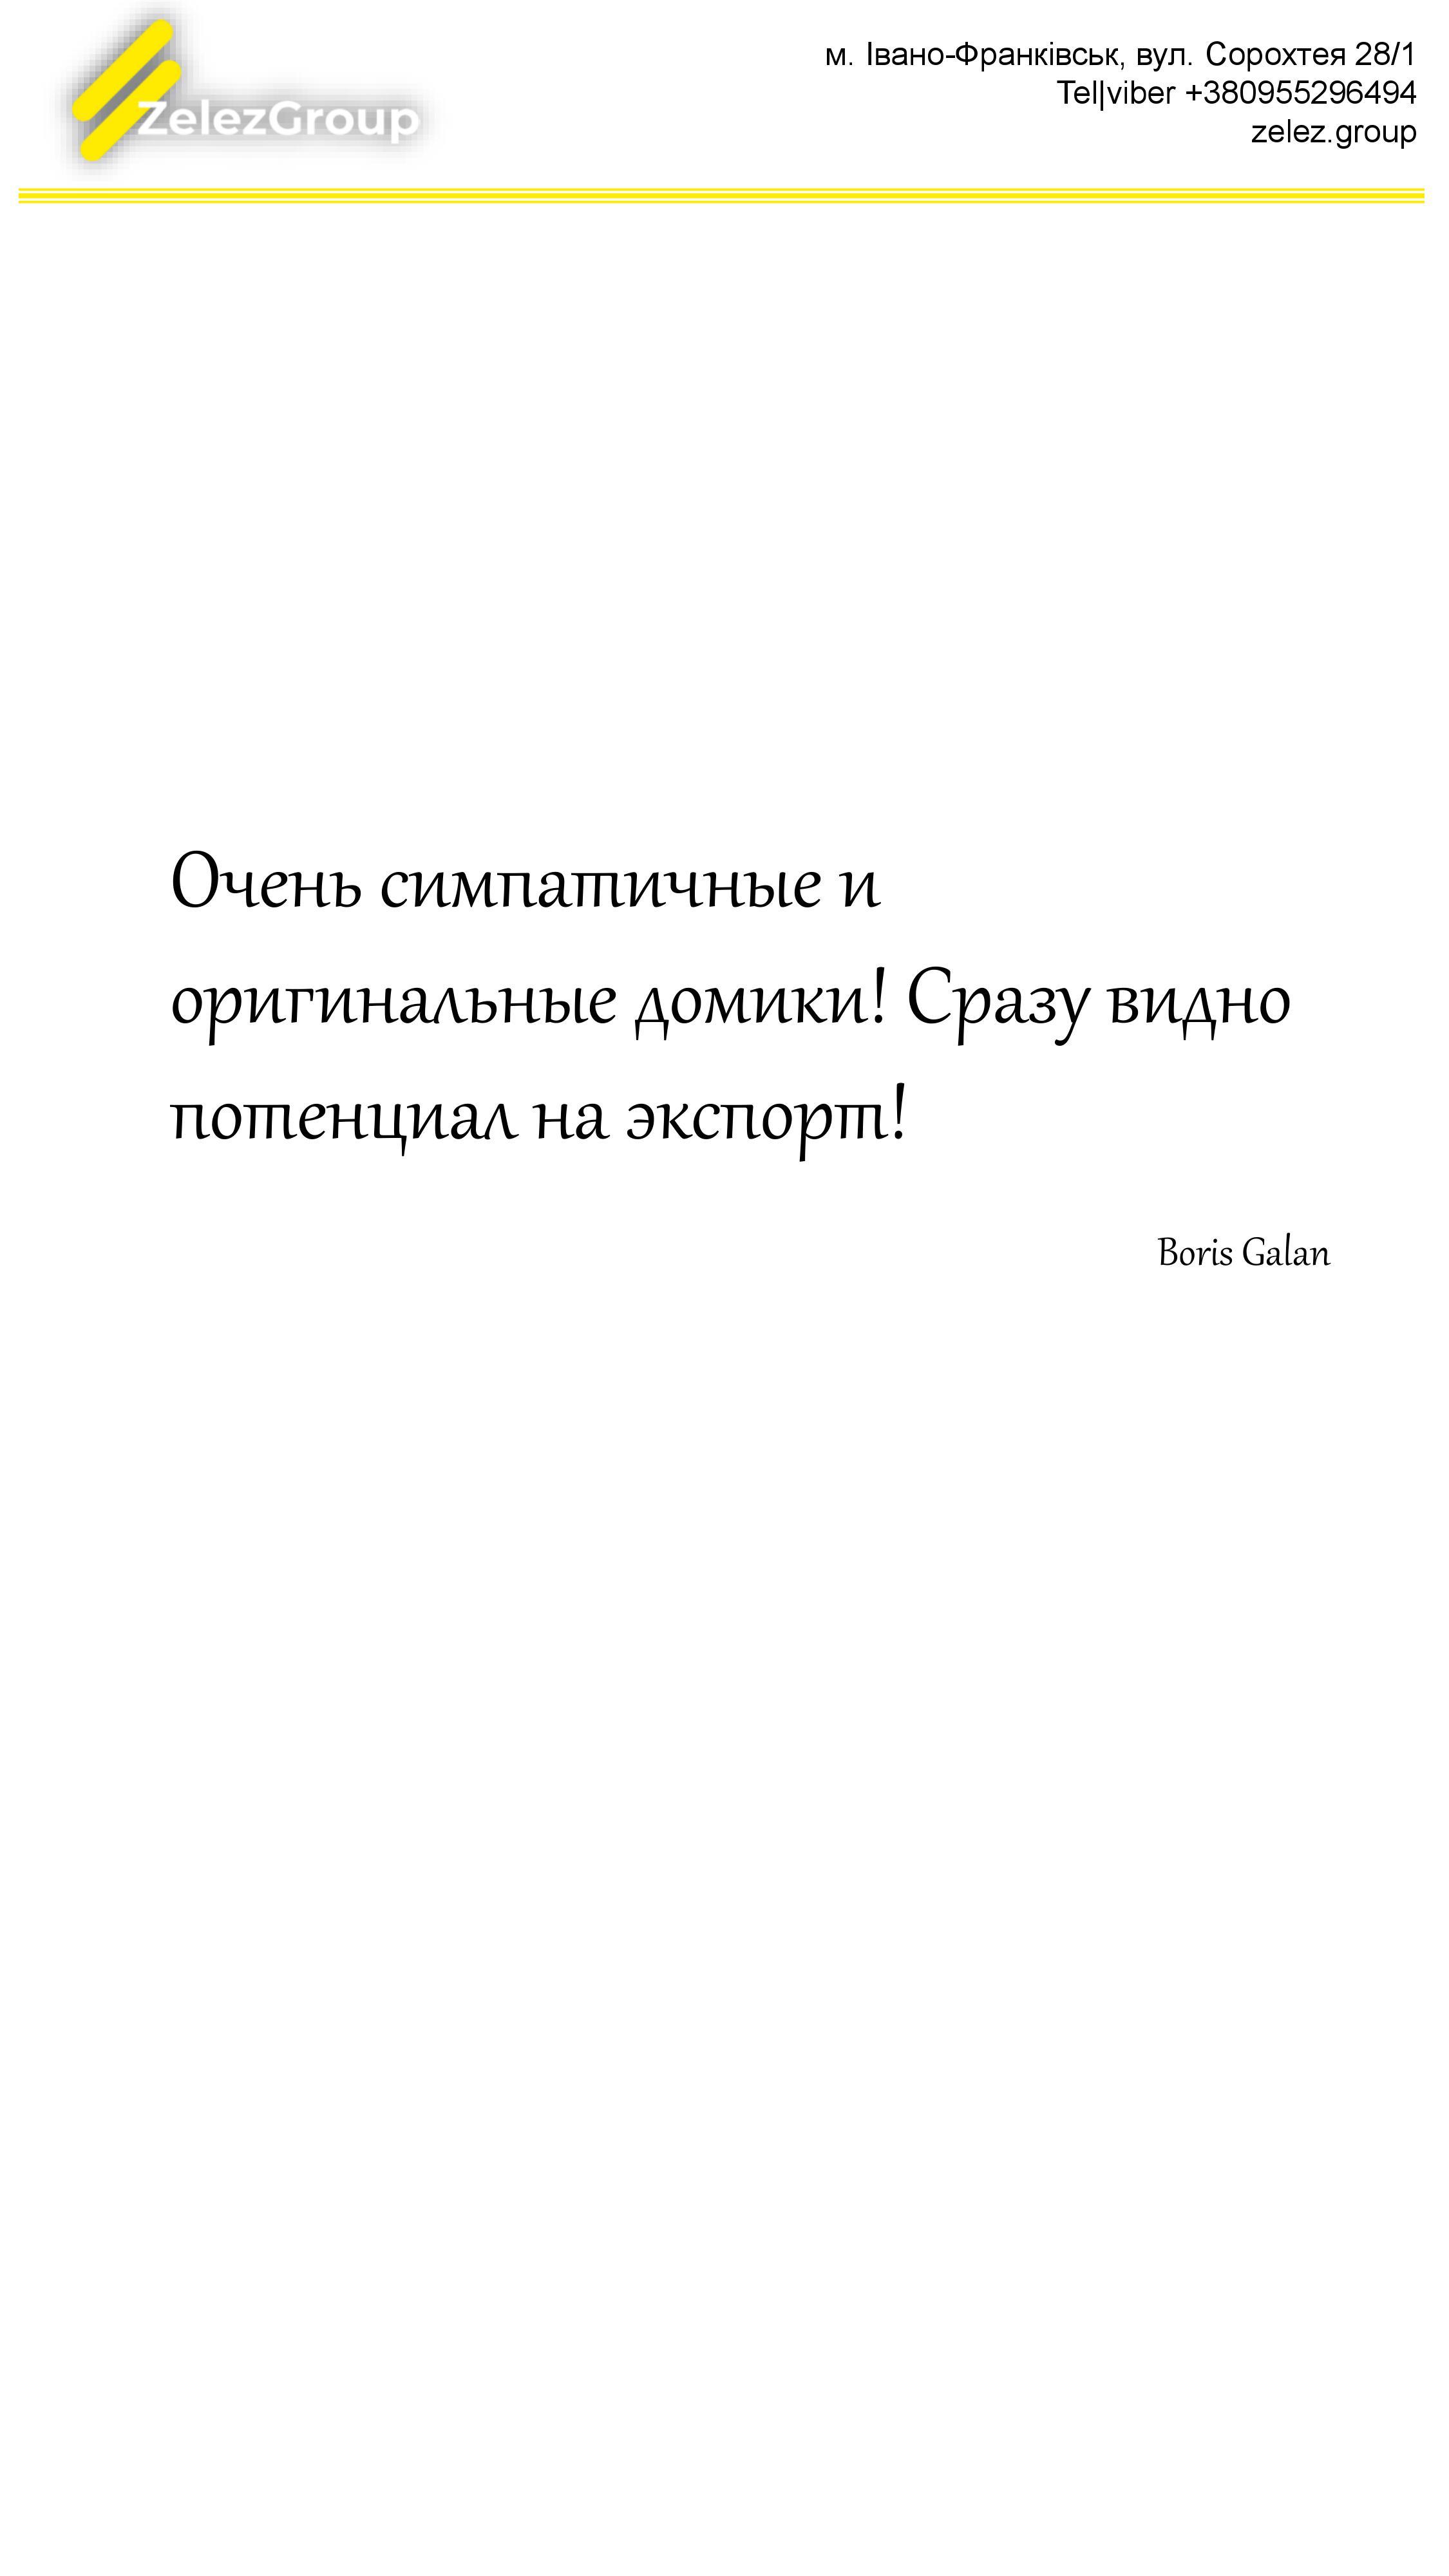 ZelezGroup
м. Івано-Франківськ, вул. Сорохтея 28/1
Tel|viber +380955296494
zelez.group
Очень симпатичные и
оригинальные домики! Сразу видно
потенциал на экспорт!
Boris Galan